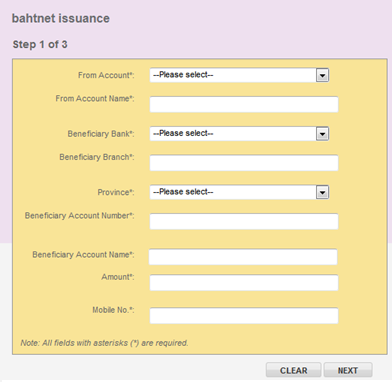 bahtnet issuance
Step 1 of 3
From Account*: --Please select--
From Account Name*:
Beneficiary Bank*: --Please select--
Beneficiary Branch*:
Province*: --Please select--
Beneficiary Account Number*:
Beneficiary Account Name*:
Amount*:
Mobile No.*:
Note: All fields with asterisks (*) are required.
CLEAR NEXT